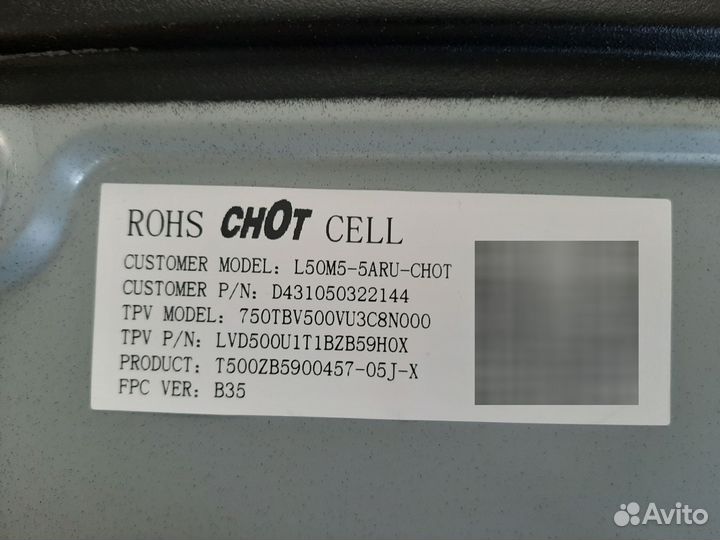 ROHS CHOT CELL
CUSTOMER MODEL: L50M5-5ARU-CHOT
CUSTOMER P/N: D431050322144
TPV MODEL: 750TBV500VU3C8N000
TPV P/N: LVD500U1T1BZB59H0X
PRODUCT: T500ZB5900457-05J-X
FPC VER: B35
Avito